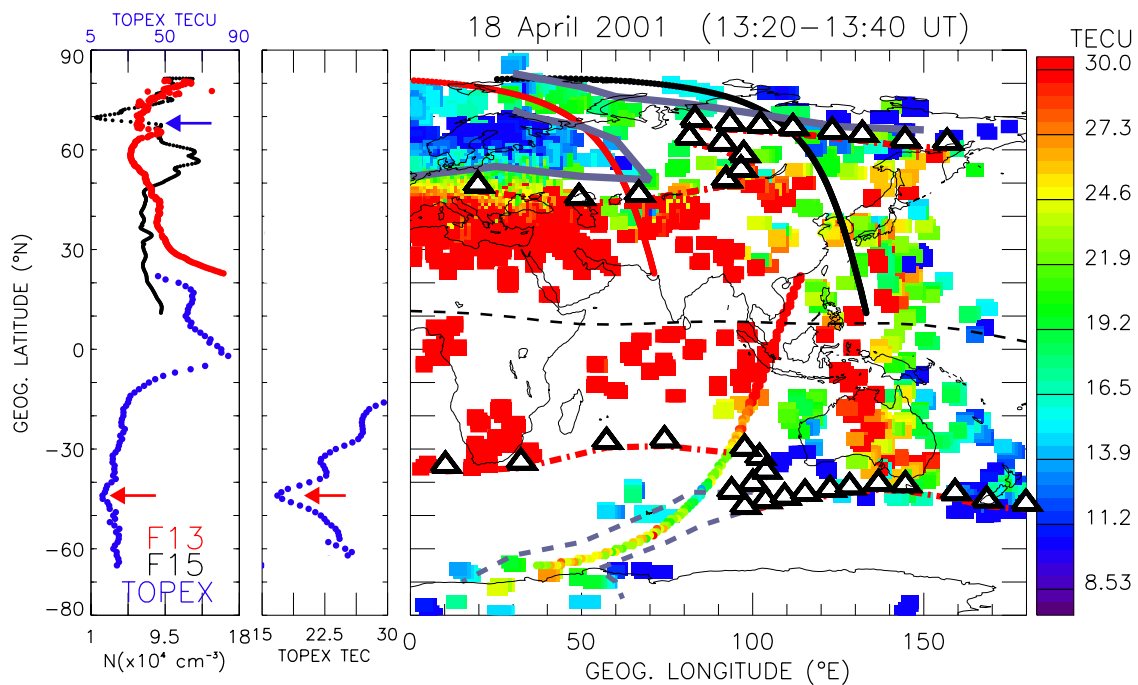 TOPEX TECU
5 50 90
18 April 2001 (13:20−13:40 UT)
TECU
GEOG. LATITUDE (°N)
90
60
30
0
−30
−60
−80
F13
F15
TOPEX
1 9.5 18
N(x10⁴ cm⁻³)
15 22.5 30
TOPEX TEC
0 50 100 150
GEOG. LONGITUDE (°E)
30.0
27.3
24.6
21.9
19.2
16.5
13.9
11.2
8.53